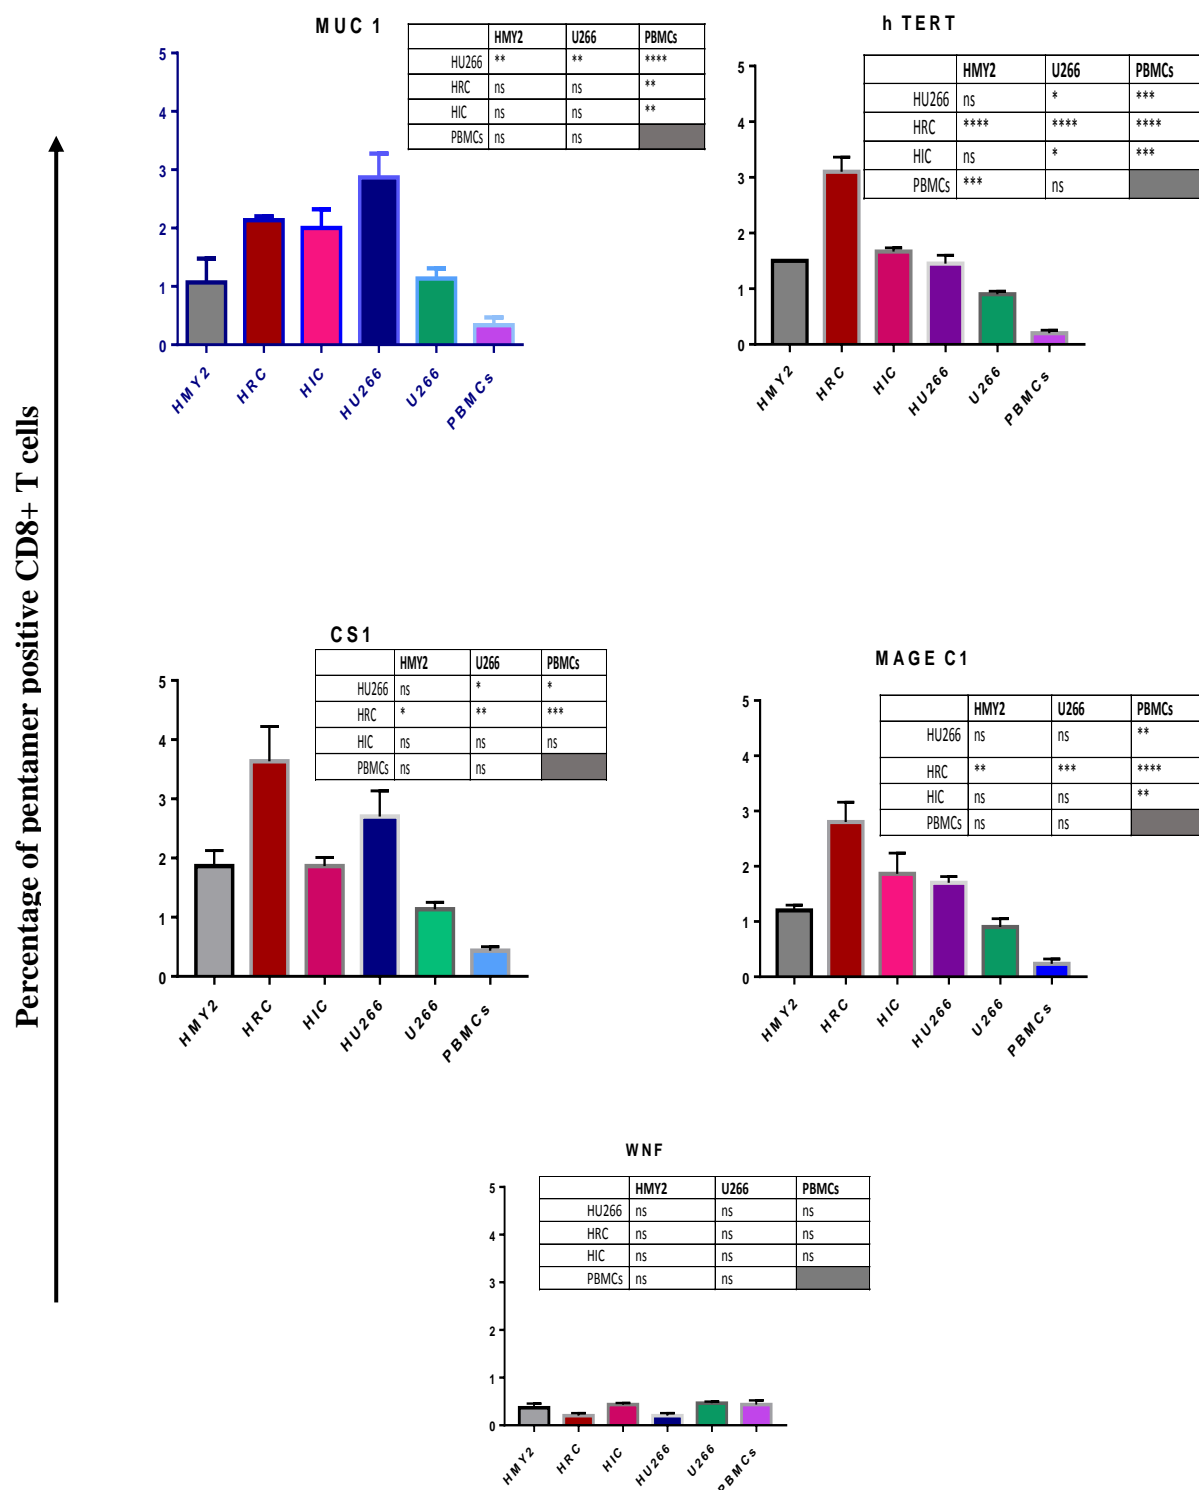 Percentage of pentamer positive CD8+ T cells
MUC 1
HMY2 U266 PBMCs
HU266 ** ** ****
HRC ns ns **
HIC ns ns **
PBMCs ns ns
5
4
3
2
1
0
HMY2 HRC HIC HU266 U266 PBMCs
h TERT
HMY2 U266 PBMCs
HU266 ns * ***
HRC **** **** ****
HIC ns * ***
PBMCs *** ns
5
4
3
2
1
0
HMY2 HRC HIC HU266 U266 PBMCs
CS1
HMY2 U266 PBMCs
HU266 ns * *
HRC * ** ***
HIC ns ns ns
PBMCs ns ns
5
4
3
2
1
0
HMY2 HRC HIC HU266 U266 PBMCs
MAGE C1
HMY2 U266 PBMCs
HU266 ns ns **
HRC ** *** ****
HIC ns ns **
PBMCs ns ns
5
4
3
2
1
0
HMY2 HRC HIC HU266 U266 PBMCs
WNF
HMY2 U266 PBMCs
HU266 ns ns ns
HRC ns ns ns
HIC ns ns ns
PBMCs ns ns
5
4
3
2
1
0
HMY2 HRC HIC HU266 U266 PBMCs